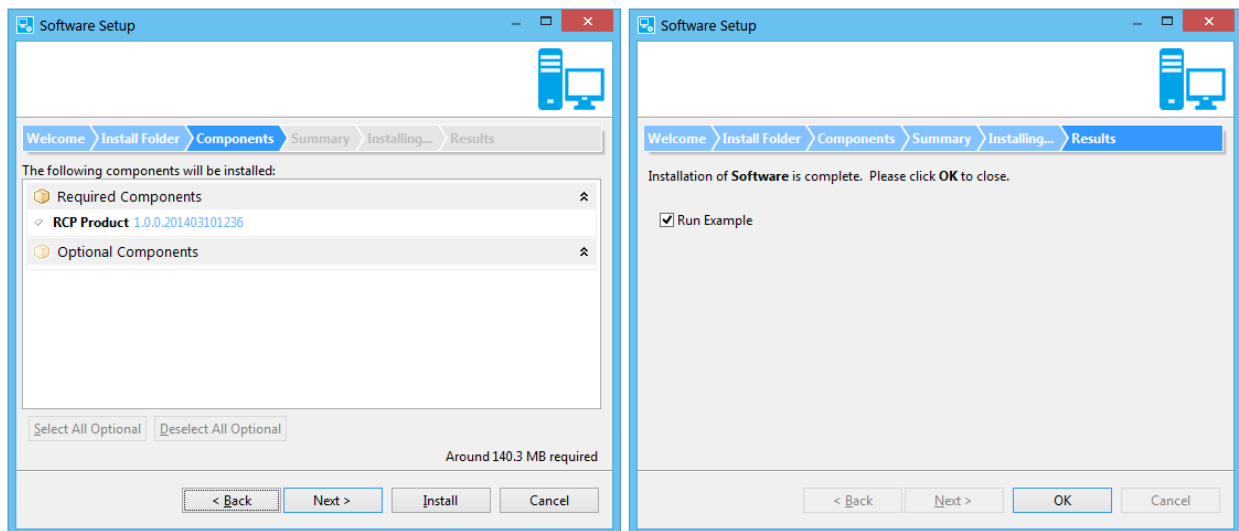 Software Setup
Welcome Install Folder Components Summary Installing... Results
The following components will be installed:
Required Components
RCP Product 1.0.0.201403101236
Optional Components
Select All Optional Deselect All Optional
Around 140.3 MB required
< Back Next > Install Cancel
Software Setup
Welcome Install Folder Components Summary Installing... Results
Installation of Software is complete. Please click OK to close.
Run Example
< Back Next > OK Cancel